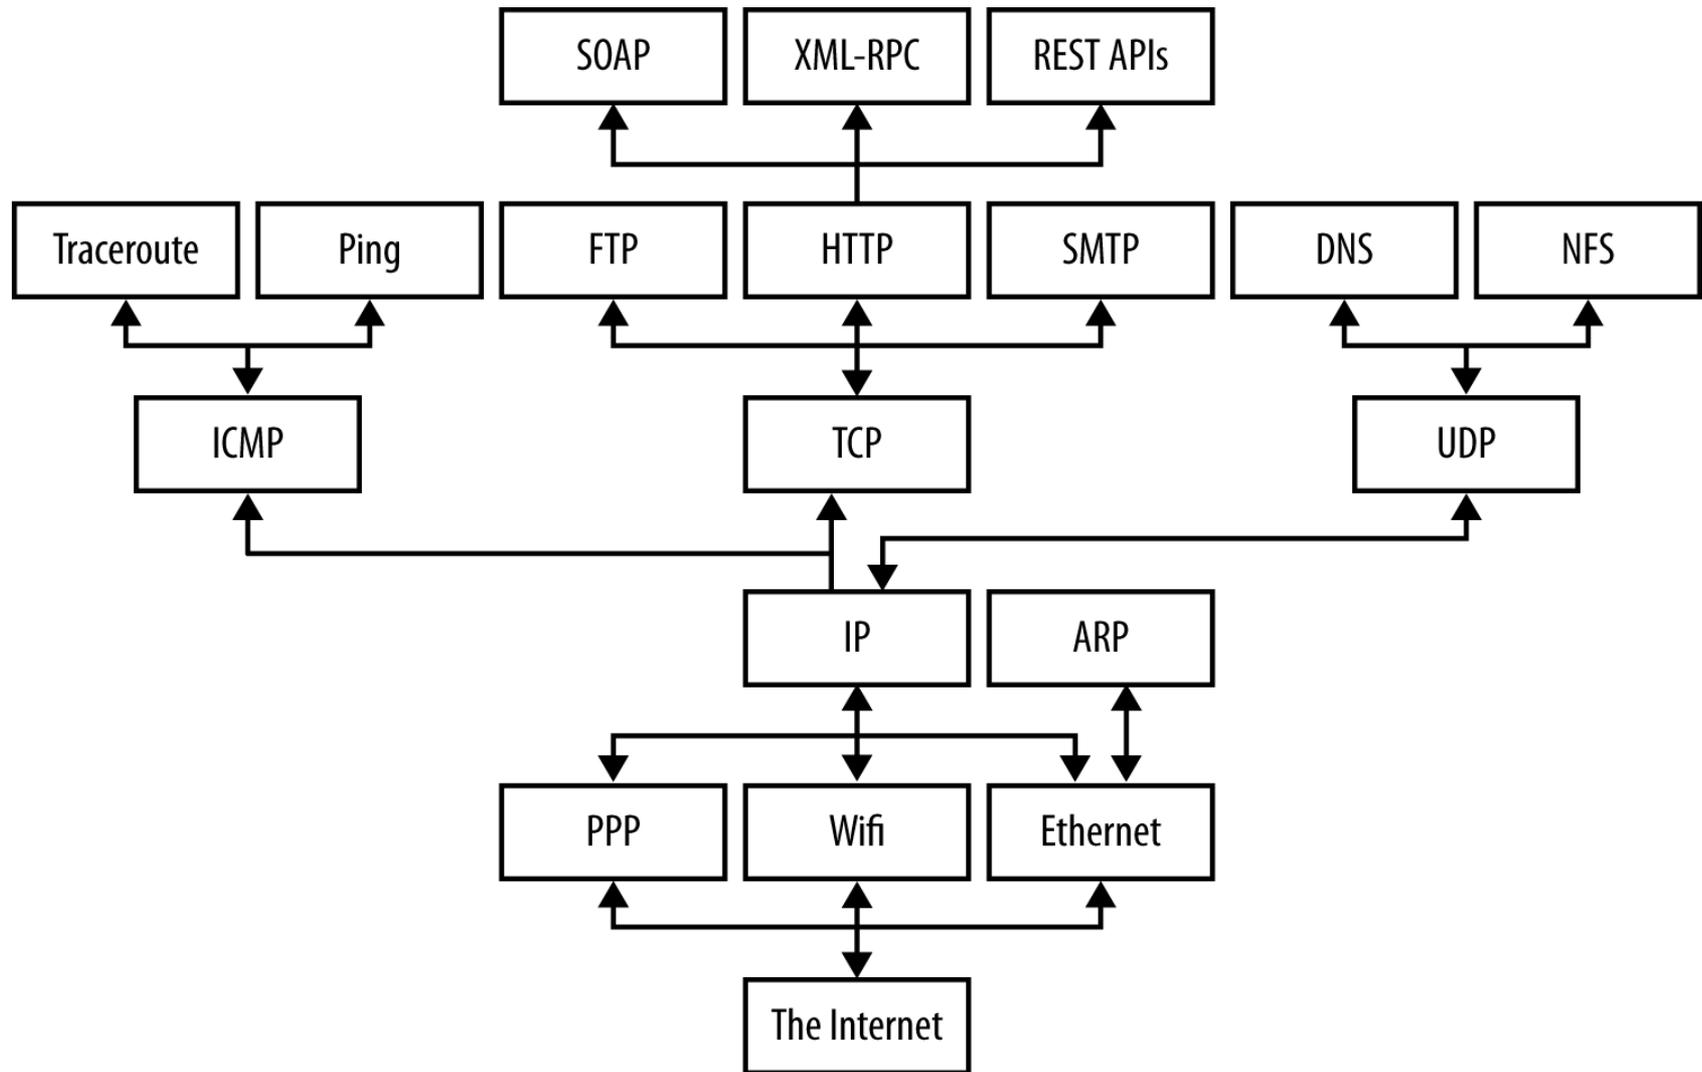 SOAP
XML-RPC
REST APIs
Traceroute
Ping
FTP
HTTP
SMTP
DNS
NFS
ICMP
TCP
UDP
IP
ARP
PPP
Wifi
Ethernet
The Internet